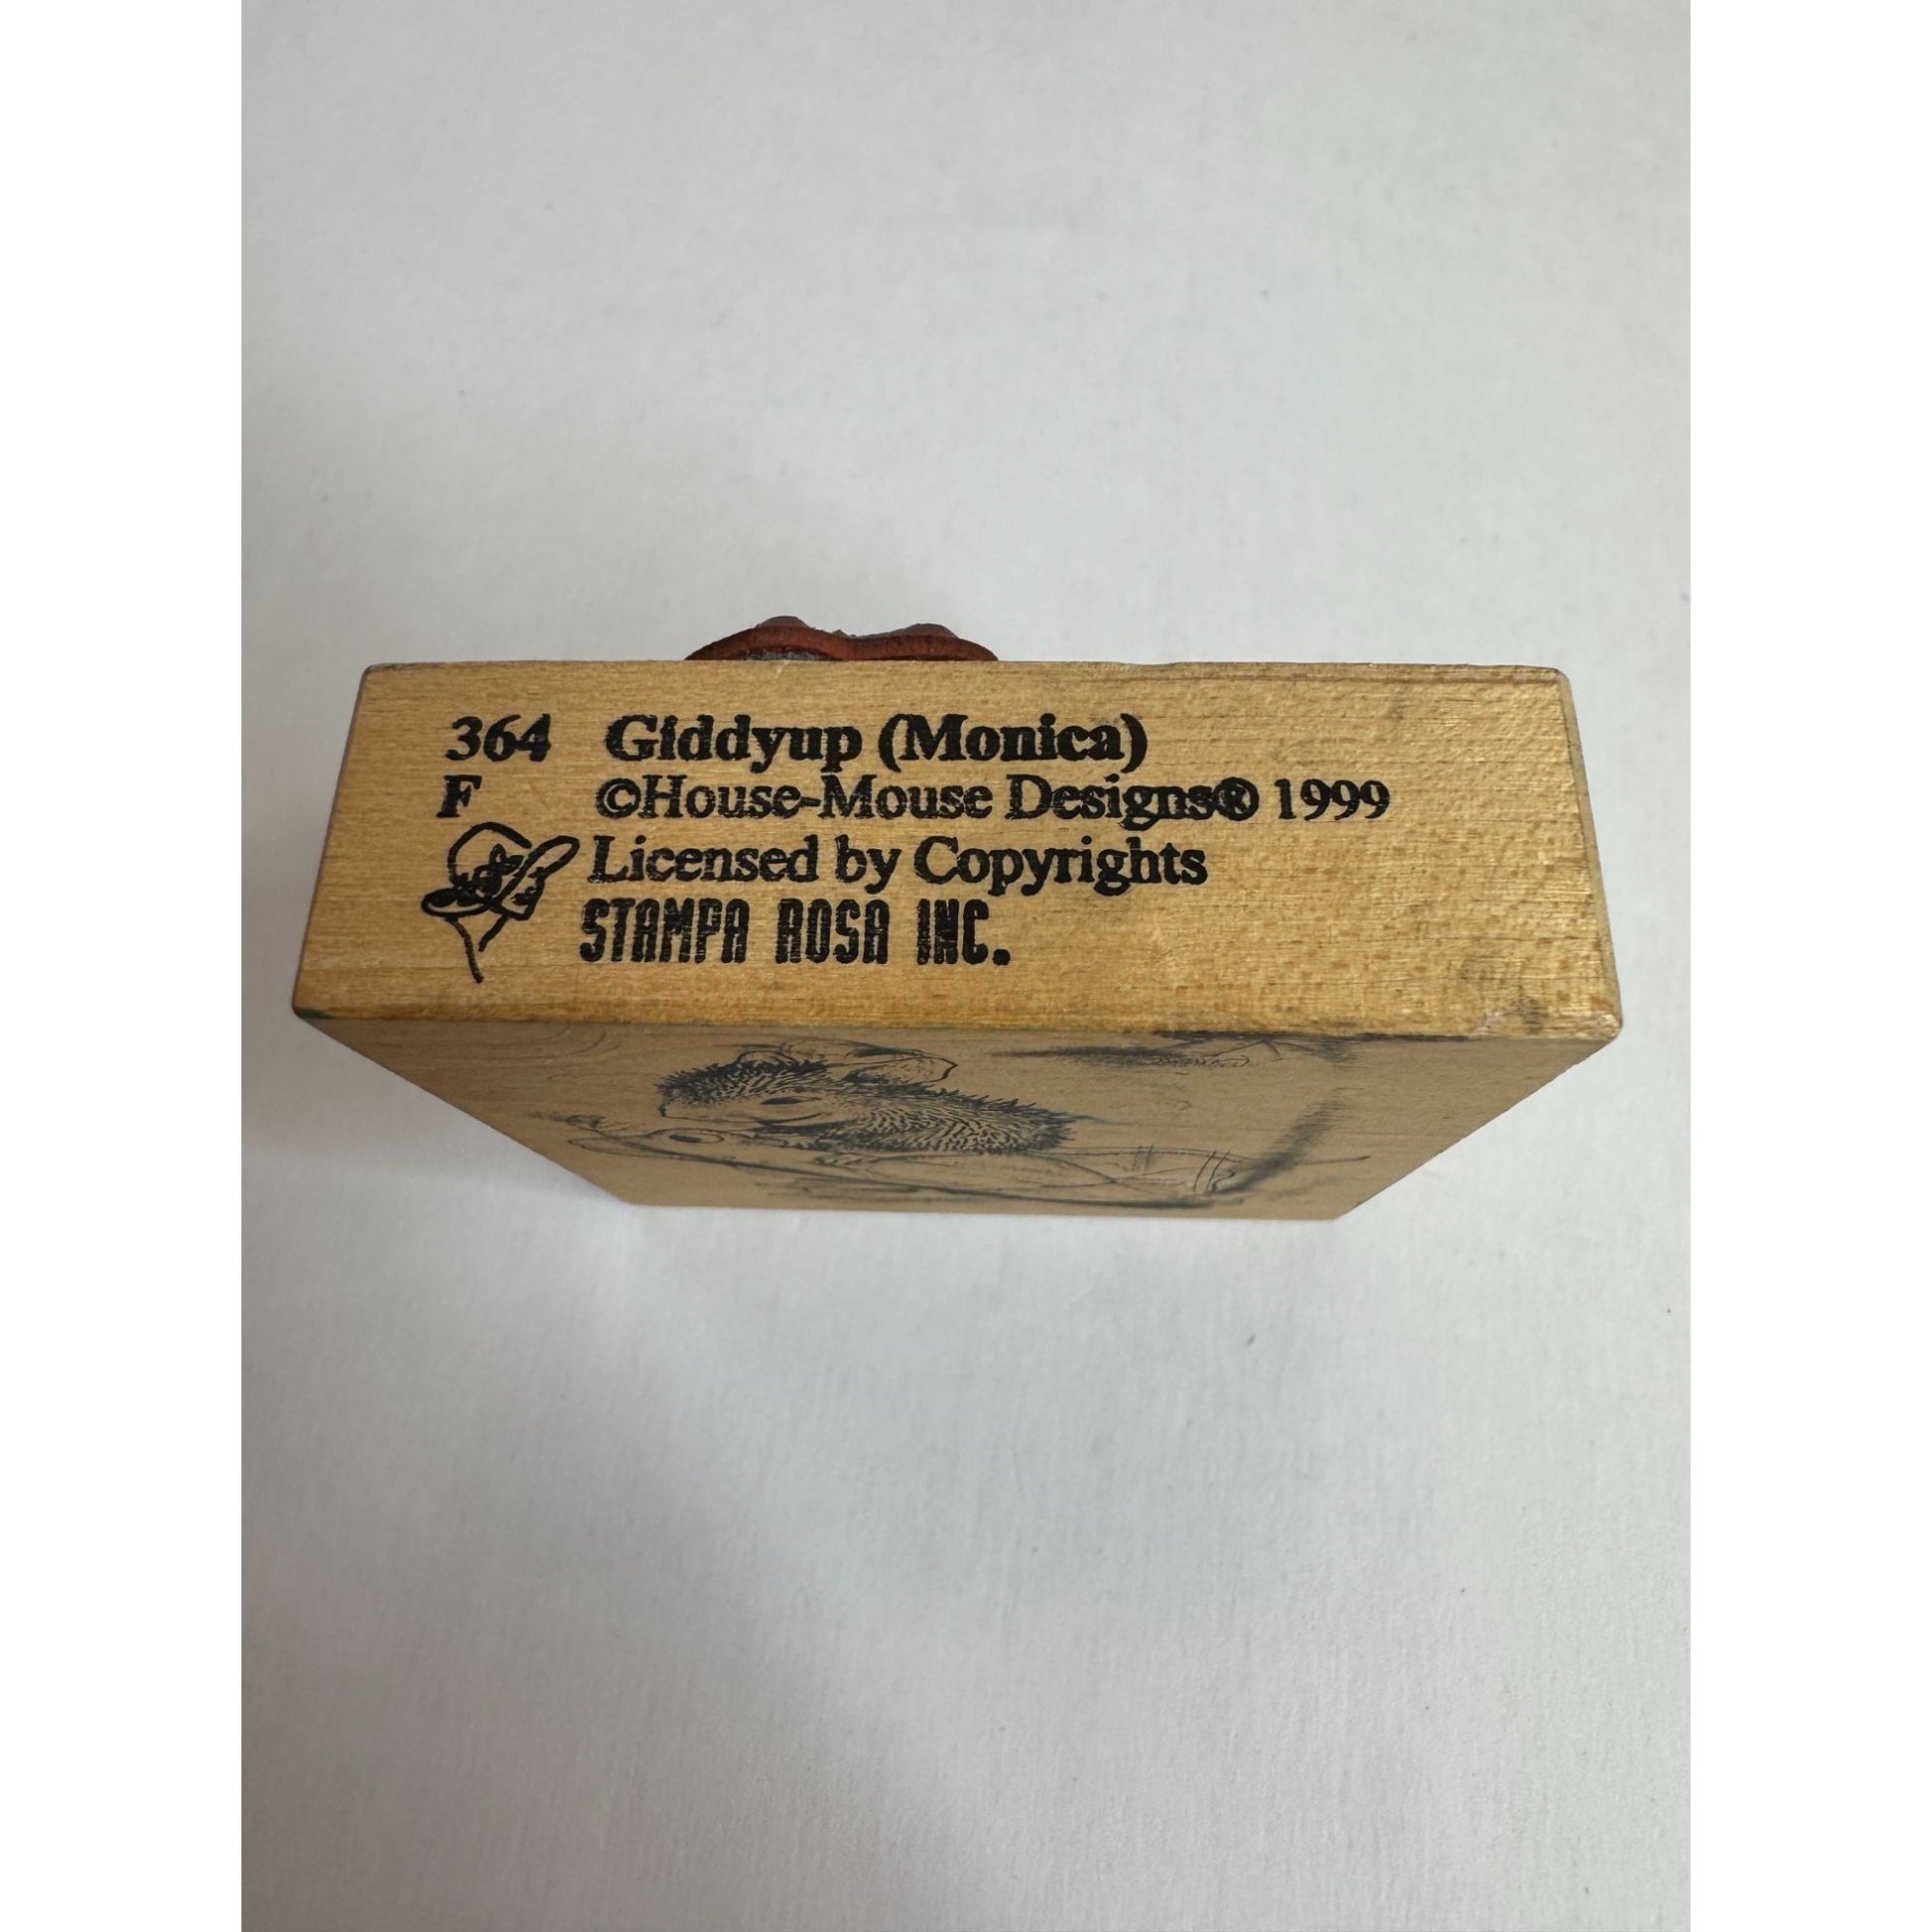 364 Giddyup (Monica)
F ©House-Mouse Designs® 1999
Licensed by Copyrights
STAMPA ROSA INC.